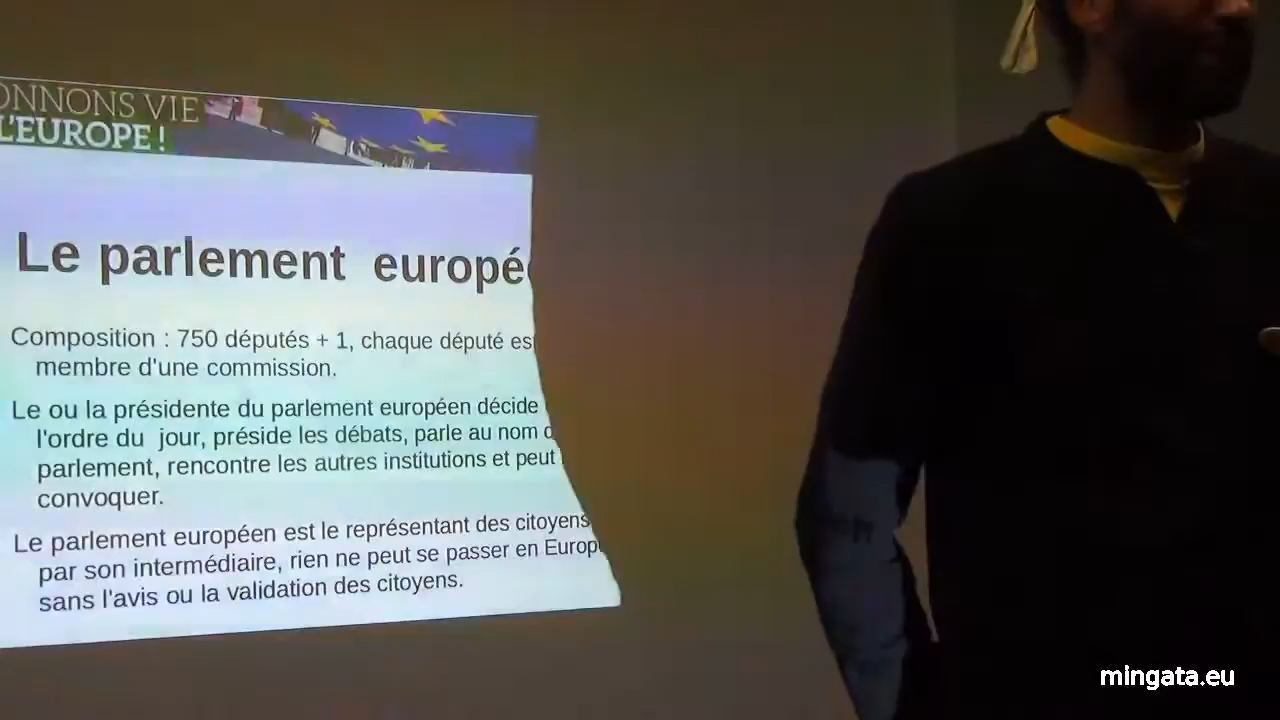 ONNONS VIE
L'EUROPE !
Le parlement europé
Composition : 750 députés + 1, chaque député es
membre d'une commission.
Le ou la présidente du parlement européen décide
l'ordre du jour, préside les débats, parle au nom
parlement, rencontre les autres institutions et peut
convoquer.
Le parlement européen est le représentant des citoyens
par son intermédiaire, rien ne peut se passer en Europ
sans l'avis ou la validation des citoyens.
mingata.eu